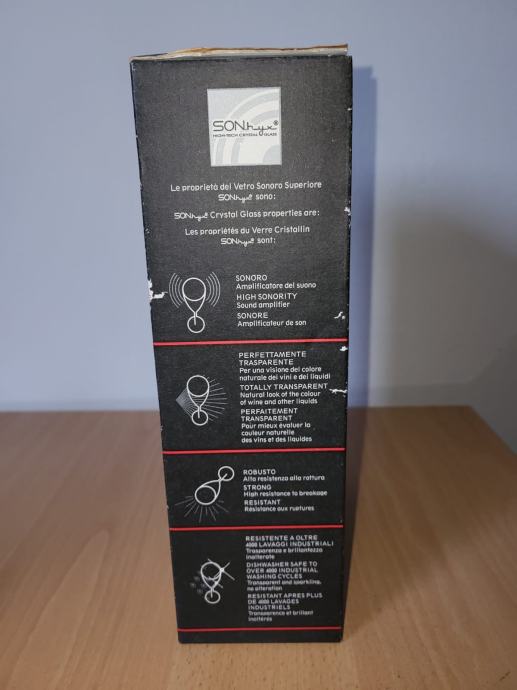 SONhyx®
HIGH-TECH CRYSTAL GLASS
Le proprietà del Vetro Sonoro Superiore
SONhyx® sono:
SONhyx® Crystal Glass properties are:
Les propriétés du Verre Cristallin
SONhyx® sont:
SONORO
Amplificatore del suono
HIGH SONORITY
Sound amplifier
SONORE
Amplificateur de son
PERFETTAMENTE
TRASPARENTE
Per una visione del colore
naturale dei vini e dei liquidi
TOTALLY TRANSPARENT
Natural look of the colour
of wine and other liquids
PERFAITEMENT
TRANSPARENT
Pour mieux évaluer la
couleur naturelle
des vins et des liquides
ROBUSTO
Alta resistenza alla rottura
STRONG
High resistance to breakage
RESISTANT
Résistance aux ruptures
RESISTENTE A OLTRE
4000 LAVAGGI INDUSTRIALI
Trasparenza e brillantezza
inalterate
DISHWASHER SAFE TO
OVER 4000 INDUSTRIAL
WASHING CYCLES
Transparent and sparkling,
no alteration
RESISTANT APRES PLUS
DE 4000 LAVAGES
INDUSTRIELS
Transparence et brillant
inaltérés